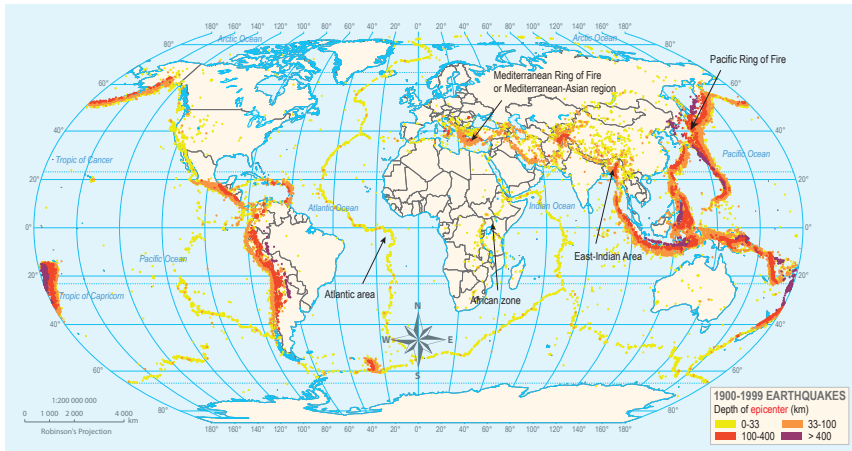 180° 160° 140° 120° 100° 80° 60° 40° 20° 0° 20° 40° 60° 80° 100° 120° 140° 160° 180°
Arctic Ocean
Arctic Ocean
80°
80°
Pacific Ring of Fire
Mediterranean Ring of Fire
or Mediterranean-Asian region
60°
60°
40°
40°
Tropic of Cancer
Pacific Ocean
20°
20°
Atlantic Ocean
Indian Ocean
0°
0°
Pacific Ocean
East-Indian Area
20°
20°
Tropic of Capricorn
Atlantic area
African zone
N
W
E
S
40°
40°
60°
60°
1:200 000 000
0 1 000 2 000 4 000
km
Robinson's Projection
80°
80°
180° 160° 140° 120° 100° 80° 60° 40° 20° 0° 20° 40° 60° 80° 100° 120° 140° 160° 180°
1900-1999 EARTHQUAKES
Depth of epicenter (km)
0-33 33-100
100-400 > 400